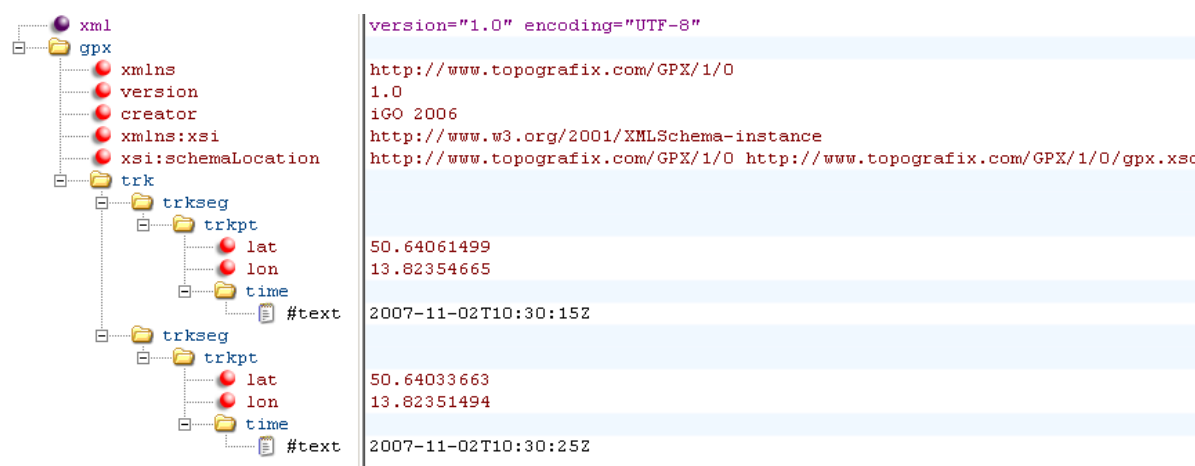 xml version="1.0" encoding="UTF-8"
gpx
xmlns http://www.topografix.com/GPX/1/0
version 1.0
creator iGO 2006
xmlns:xsi http://www.w3.org/2001/XMLSchema-instance
xsi:schemaLocation http://www.topografix.com/GPX/1/0 http://www.topografix.com/GPX/1/0/gpx.xsd
trk
trkseg
trkpt
lat 50.64061499
lon 13.82354665
time
#text 2007-11-02T10:30:15Z
trkseg
trkpt
lat 50.64033663
lon 13.82351494
time
#text 2007-11-02T10:30:25Z